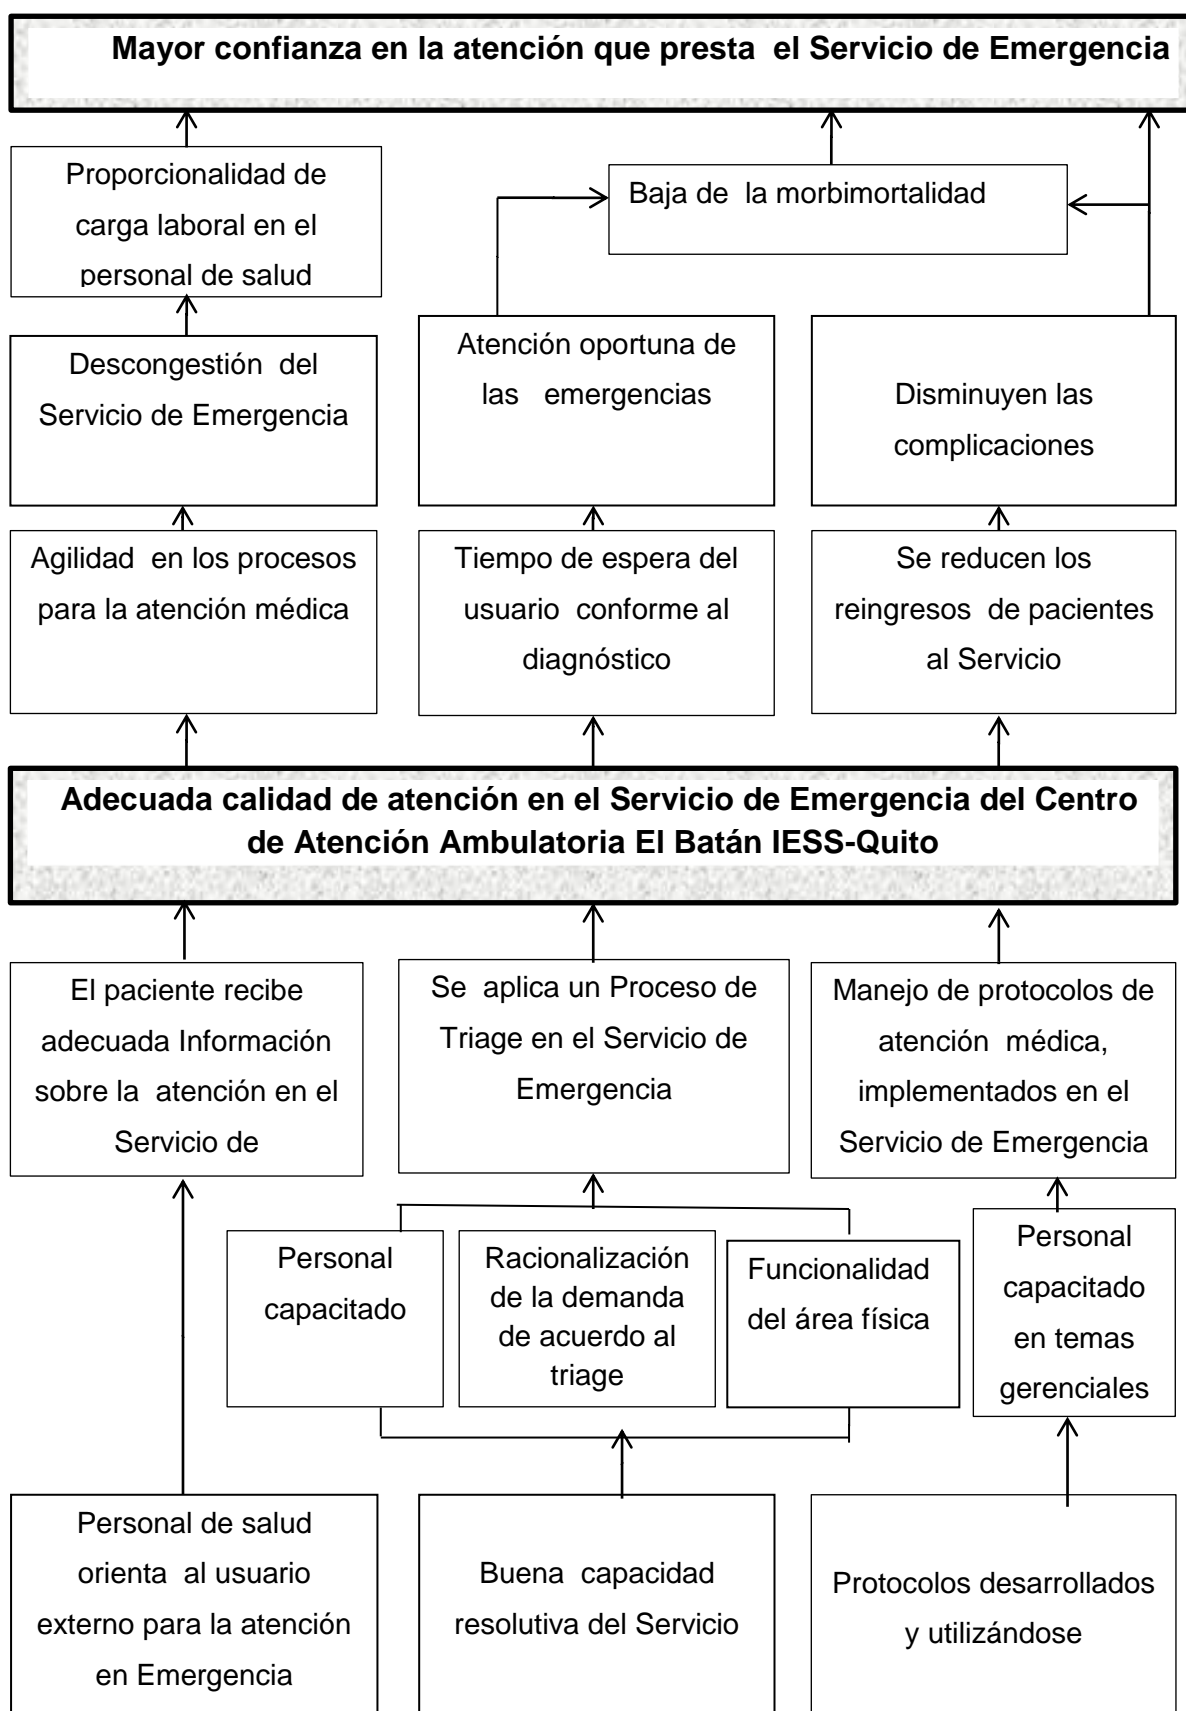 Mayor confianza en la atención que presta el Servicio de Emergencia
Proporcionalidad de
carga laboral en el
personal de salud
Baja de la morbimortalidad
Descongestión del
Servicio de Emergencia
Atención oportuna de
las emergencias
Disminuyen las
complicaciones
Agilidad en los procesos
para la atención médica
Tiempo de espera del
usuario conforme al
diagnóstico
Se reducen los
reingresos de pacientes
al Servicio
Adecuada calidad de atención en el Servicio de Emergencia del Centro
de Atención Ambulatoria El Batán IESS-Quito
El paciente recibe
adecuada Información
sobre la atención en el
Servicio de
Se aplica un Proceso de
Triage en el Servicio de
Emergencia
Manejo de protocolos de
atención médica,
implementados en el
Servicio de Emergencia
Personal
capacitado
Racionalización
de la demanda
de acuerdo al
triage
Funcionalidad
del área física
Personal
capacitado
en temas
gerenciales
Personal de salud
orienta al usuario
externo para la atención
en Emergencia
Buena capacidad
resolutiva del Servicio
Protocolos desarrollados
y utilizándose